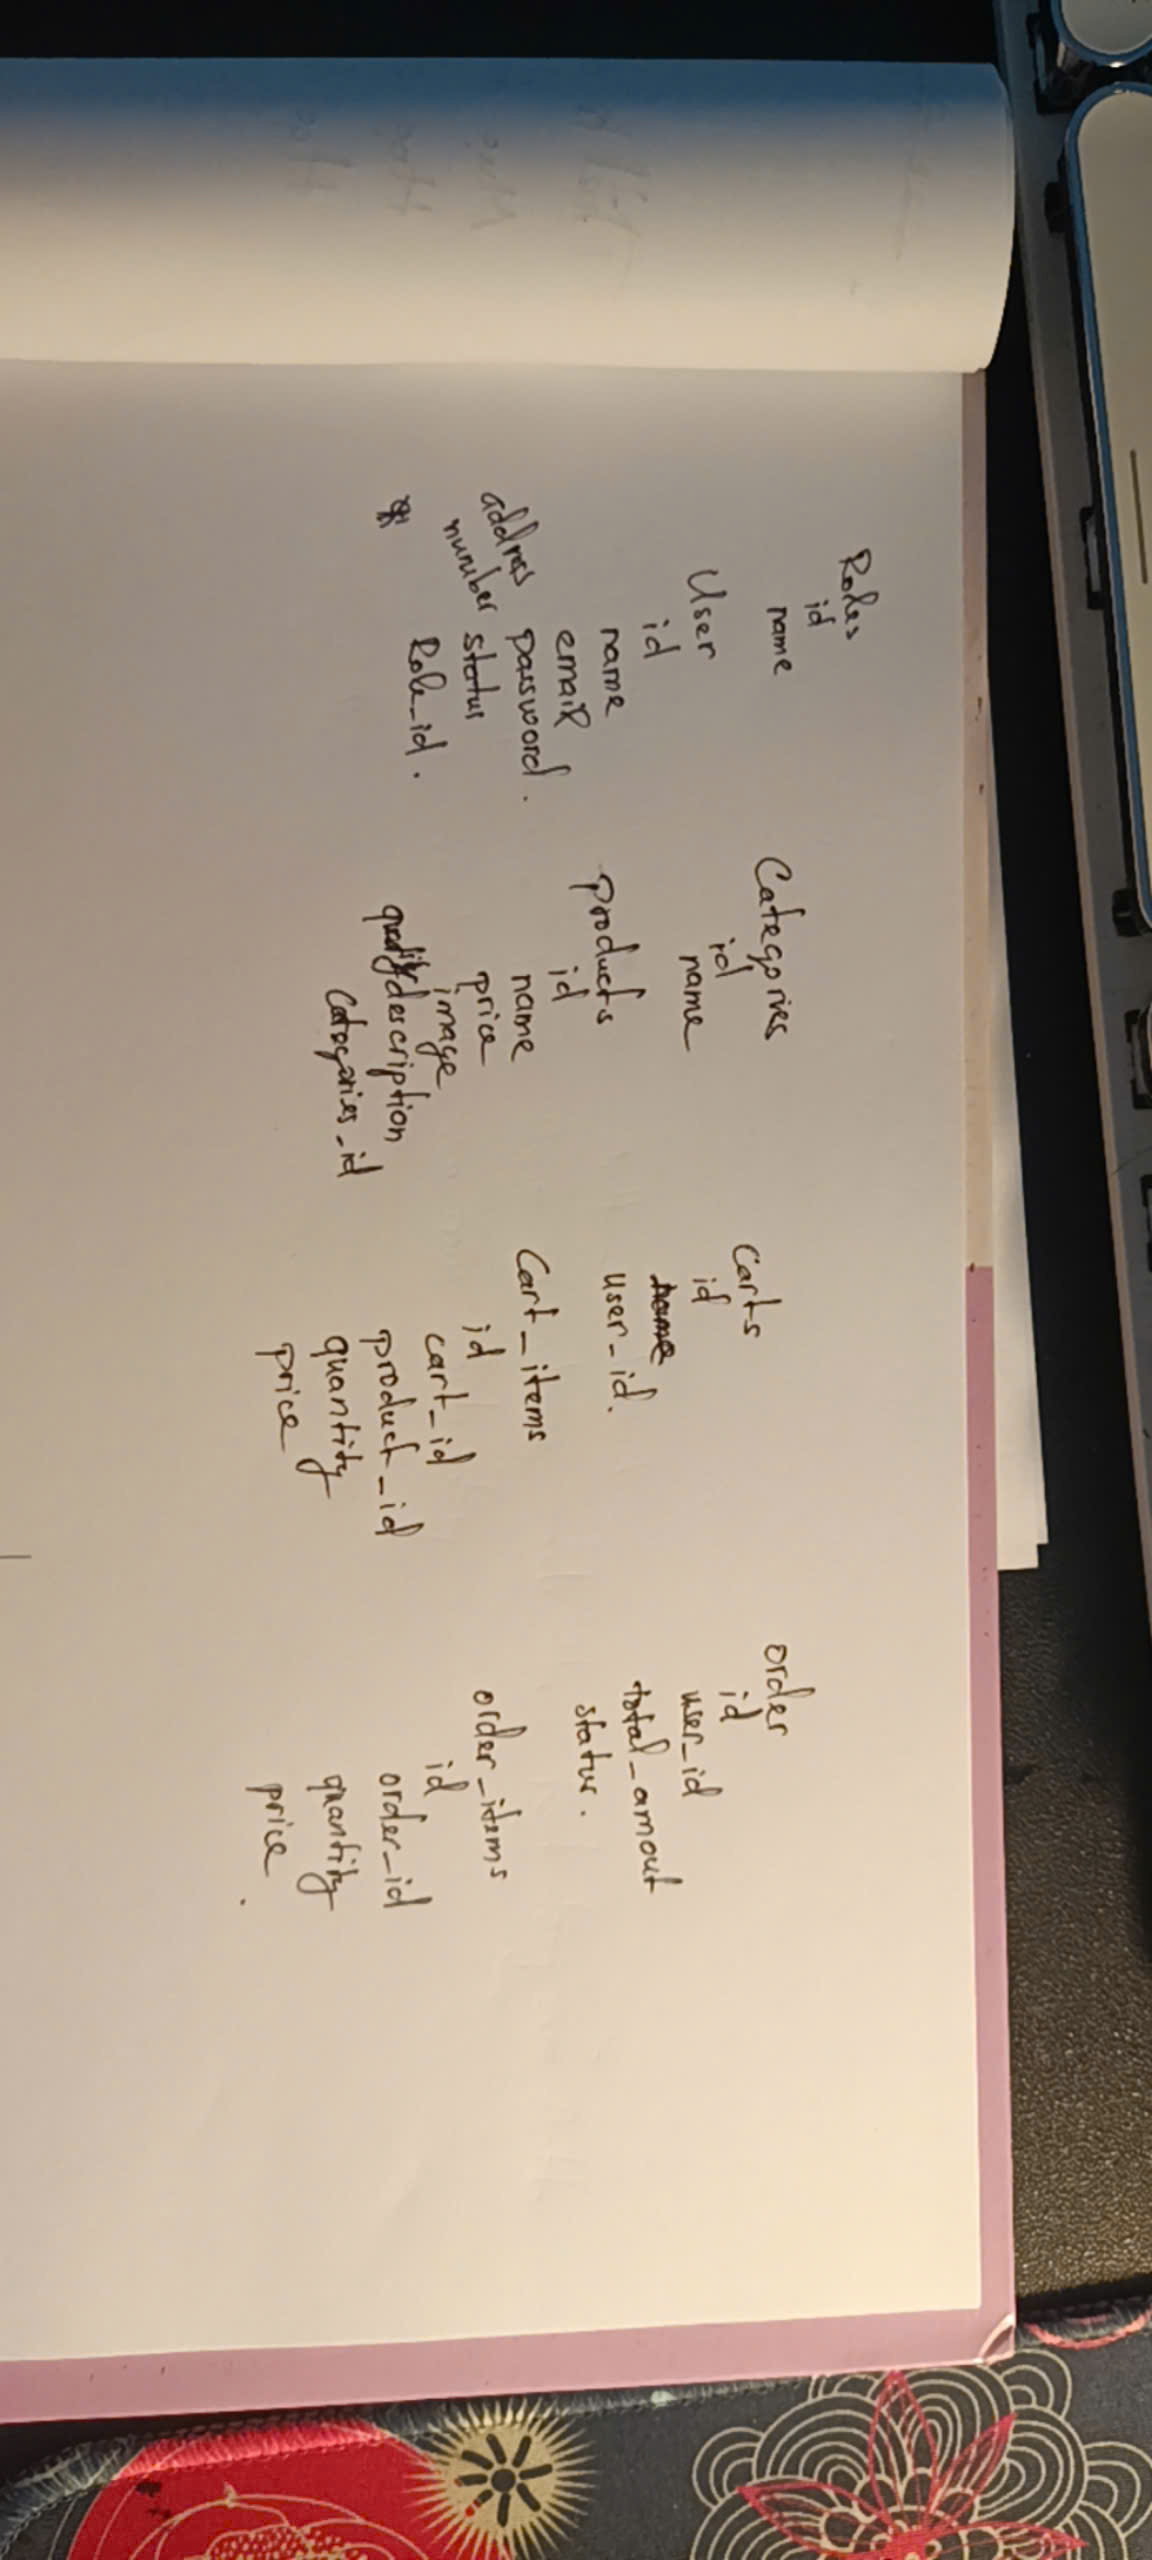 Roles
id
name
User
id
name
email
address password.
number status
Role_id.
Categories
id
name
products
id
name
price
image
description
Categories_id
Carts
id
name
user_id.
Cart_items
id
cart_id
product_id
quantity
price
order
id
user_id
total_amout
status.
order_items
id
order_id
quantity
price